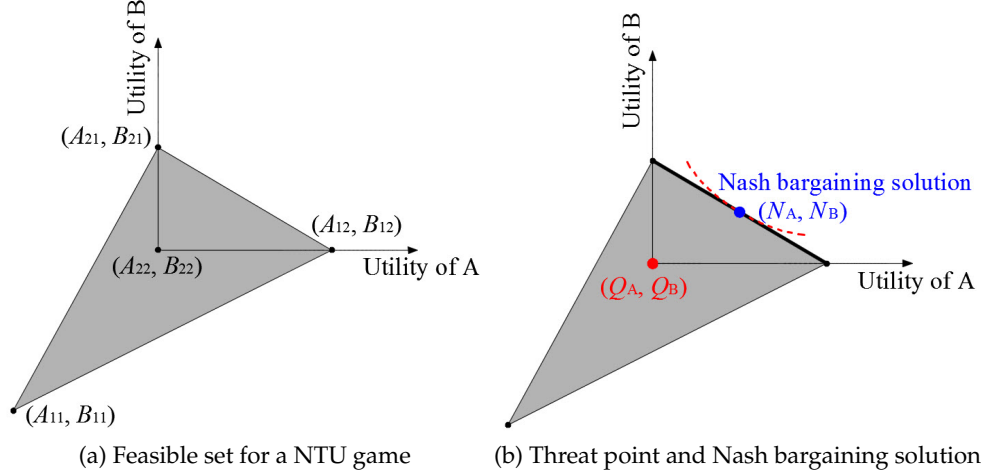 Utility of B
(A21, B21)
(A12, B12)
(A22, B22)
Utility of A
(A11, B11)
(a) Feasible set for a NTU game
Utility of B
Nash bargaining solution
(NA, NB)
(QA, QB)
Utility of A
(b) Threat point and Nash bargaining solution